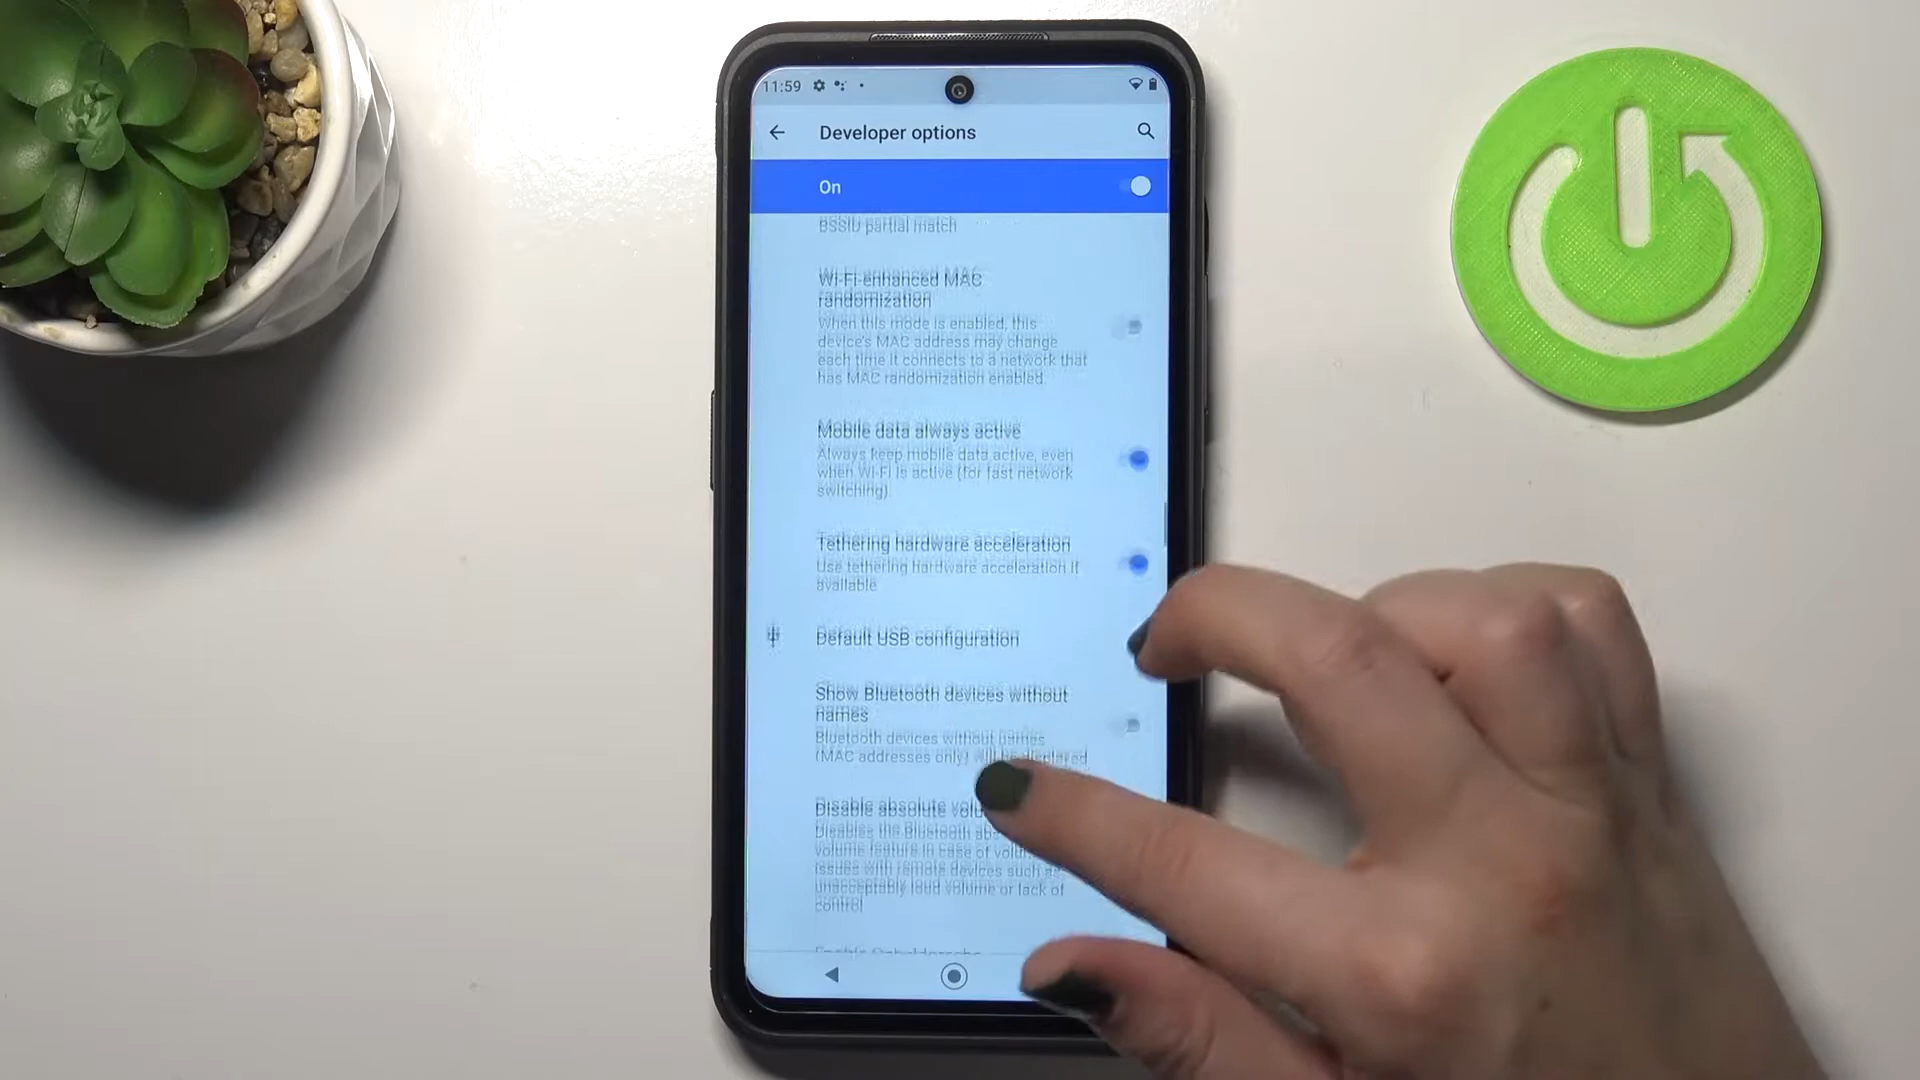 11:59
Developer options
On
BSSID partial match
Wi-Fi-enhanced MAC
randomization
When this mode is enabled, this
device's MAC address may change
each time it connects to a network that
has MAC randomization enabled.
Mobile data always active
Always keep mobile data active, even
when Wi-Fi is active (for fast network
switching).
Tethering hardware acceleration
Use tethering hardware acceleration if
available
Default USB configuration
Show Bluetooth devices without
names
Bluetooth devices without names
(MAC addresses only) will be displayed
Disable absolute
Disables the Bluetooth
volume feature in case of
issues with remote devices such as
unacceptably loud volume or lack of
control